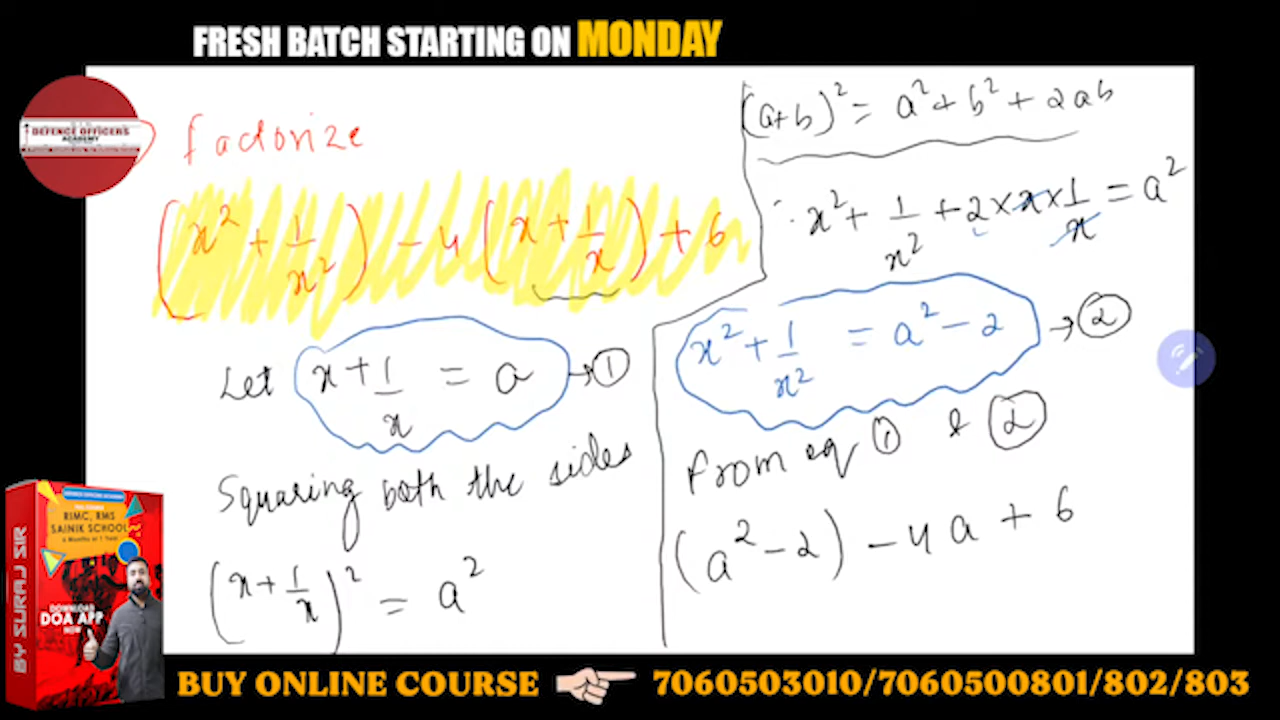 FRESH BATCH STARTING ON MONDAY
DEFENCE OFFICERS
ACADEMY
factorize
(x² + 1/x²) - 4(x + 1/x) + 6
Let x + 1/x = a → ①
Squaring both the sides
(x + 1/x)² = a²
(a+b)² = a² + b² + 2ab
∴ x² + 1/x² + 2 × x × 1/x = a²
x² + 1/x² = a² - 2 → ②
From eq ① & ②
(a² - 2) - 4a + 6
BY SURAJ SIR
DEFENCE OFFICERS ACADEMY
RIMC, RMS
SAINIK SCHOOL
DOWNLOAD
DOA APP
NOW
BUY ONLINE COURSE 7060503010/7060500801/802/803